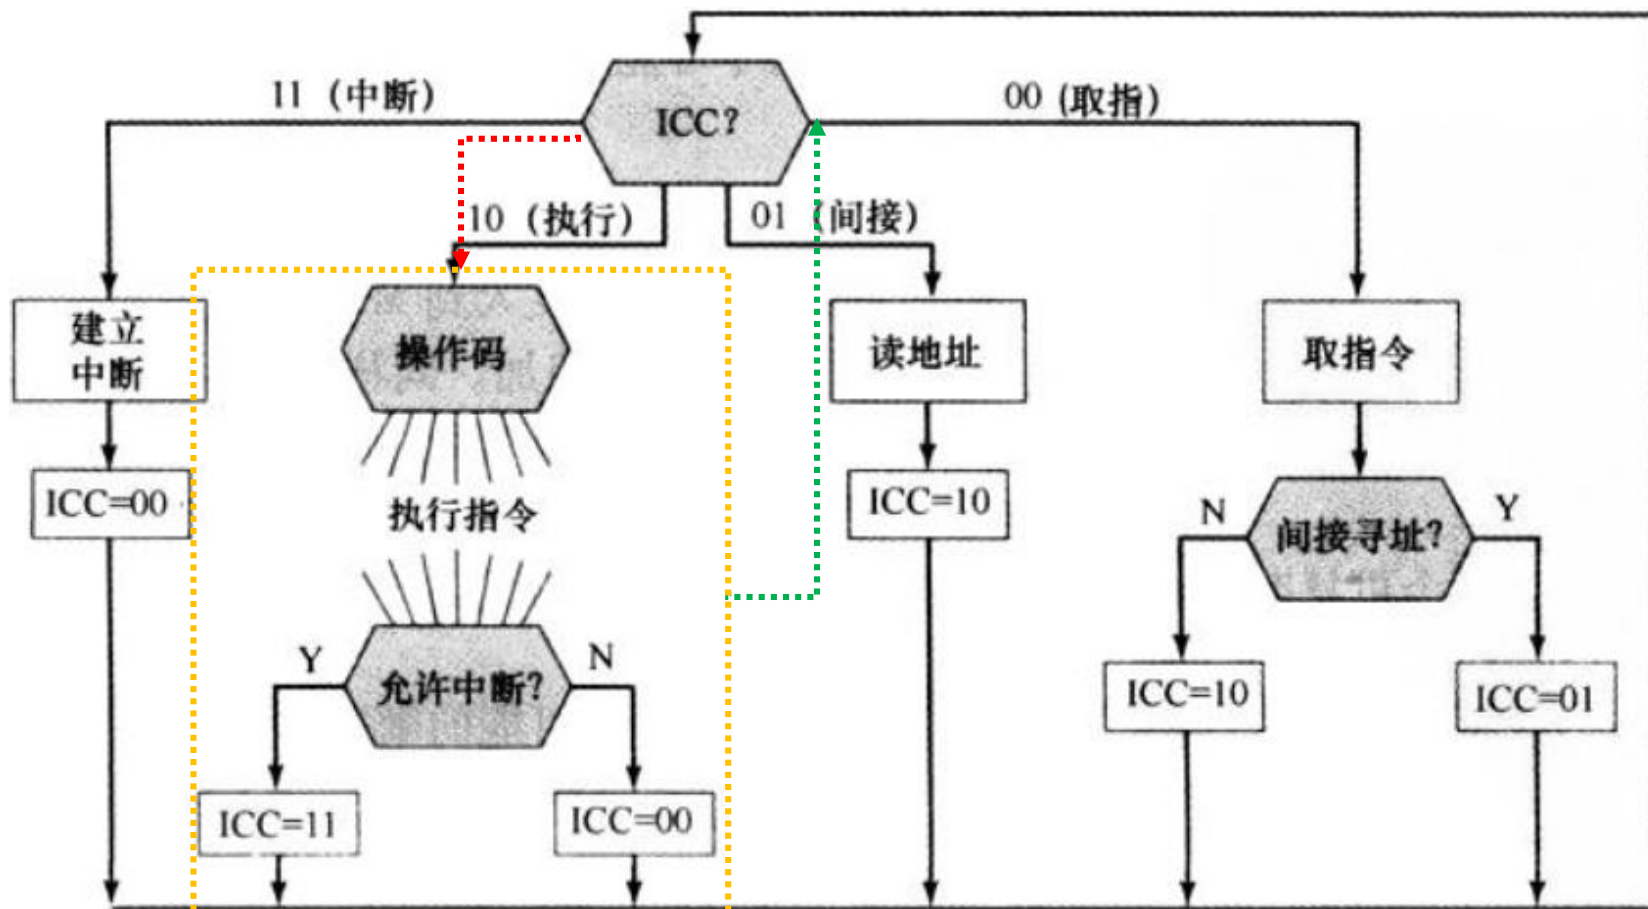 ICC?
11 (中断)
00 (取指)
10 (执行)
01 (间接)
建立
中断
操作码
读地址
取指令
ICC=00
执行指令
ICC=10
N
间接寻址?
Y
Y
允许中断?
N
ICC=10
ICC=01
ICC=11
ICC=00